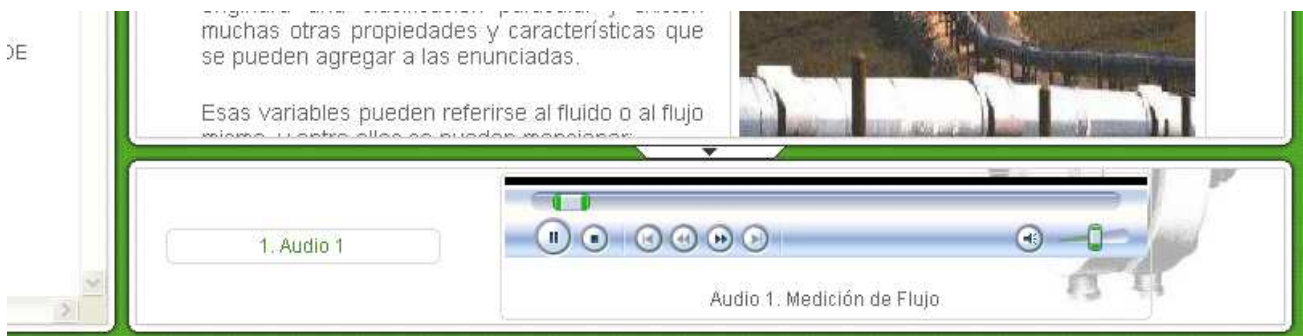 DE
muchas otras propiedades y características que
se pueden agregar a las enunciadas.
Esas variables pueden referirse al fluido o al flujo
1. Audio 1
Audio 1. Medición de Flujo